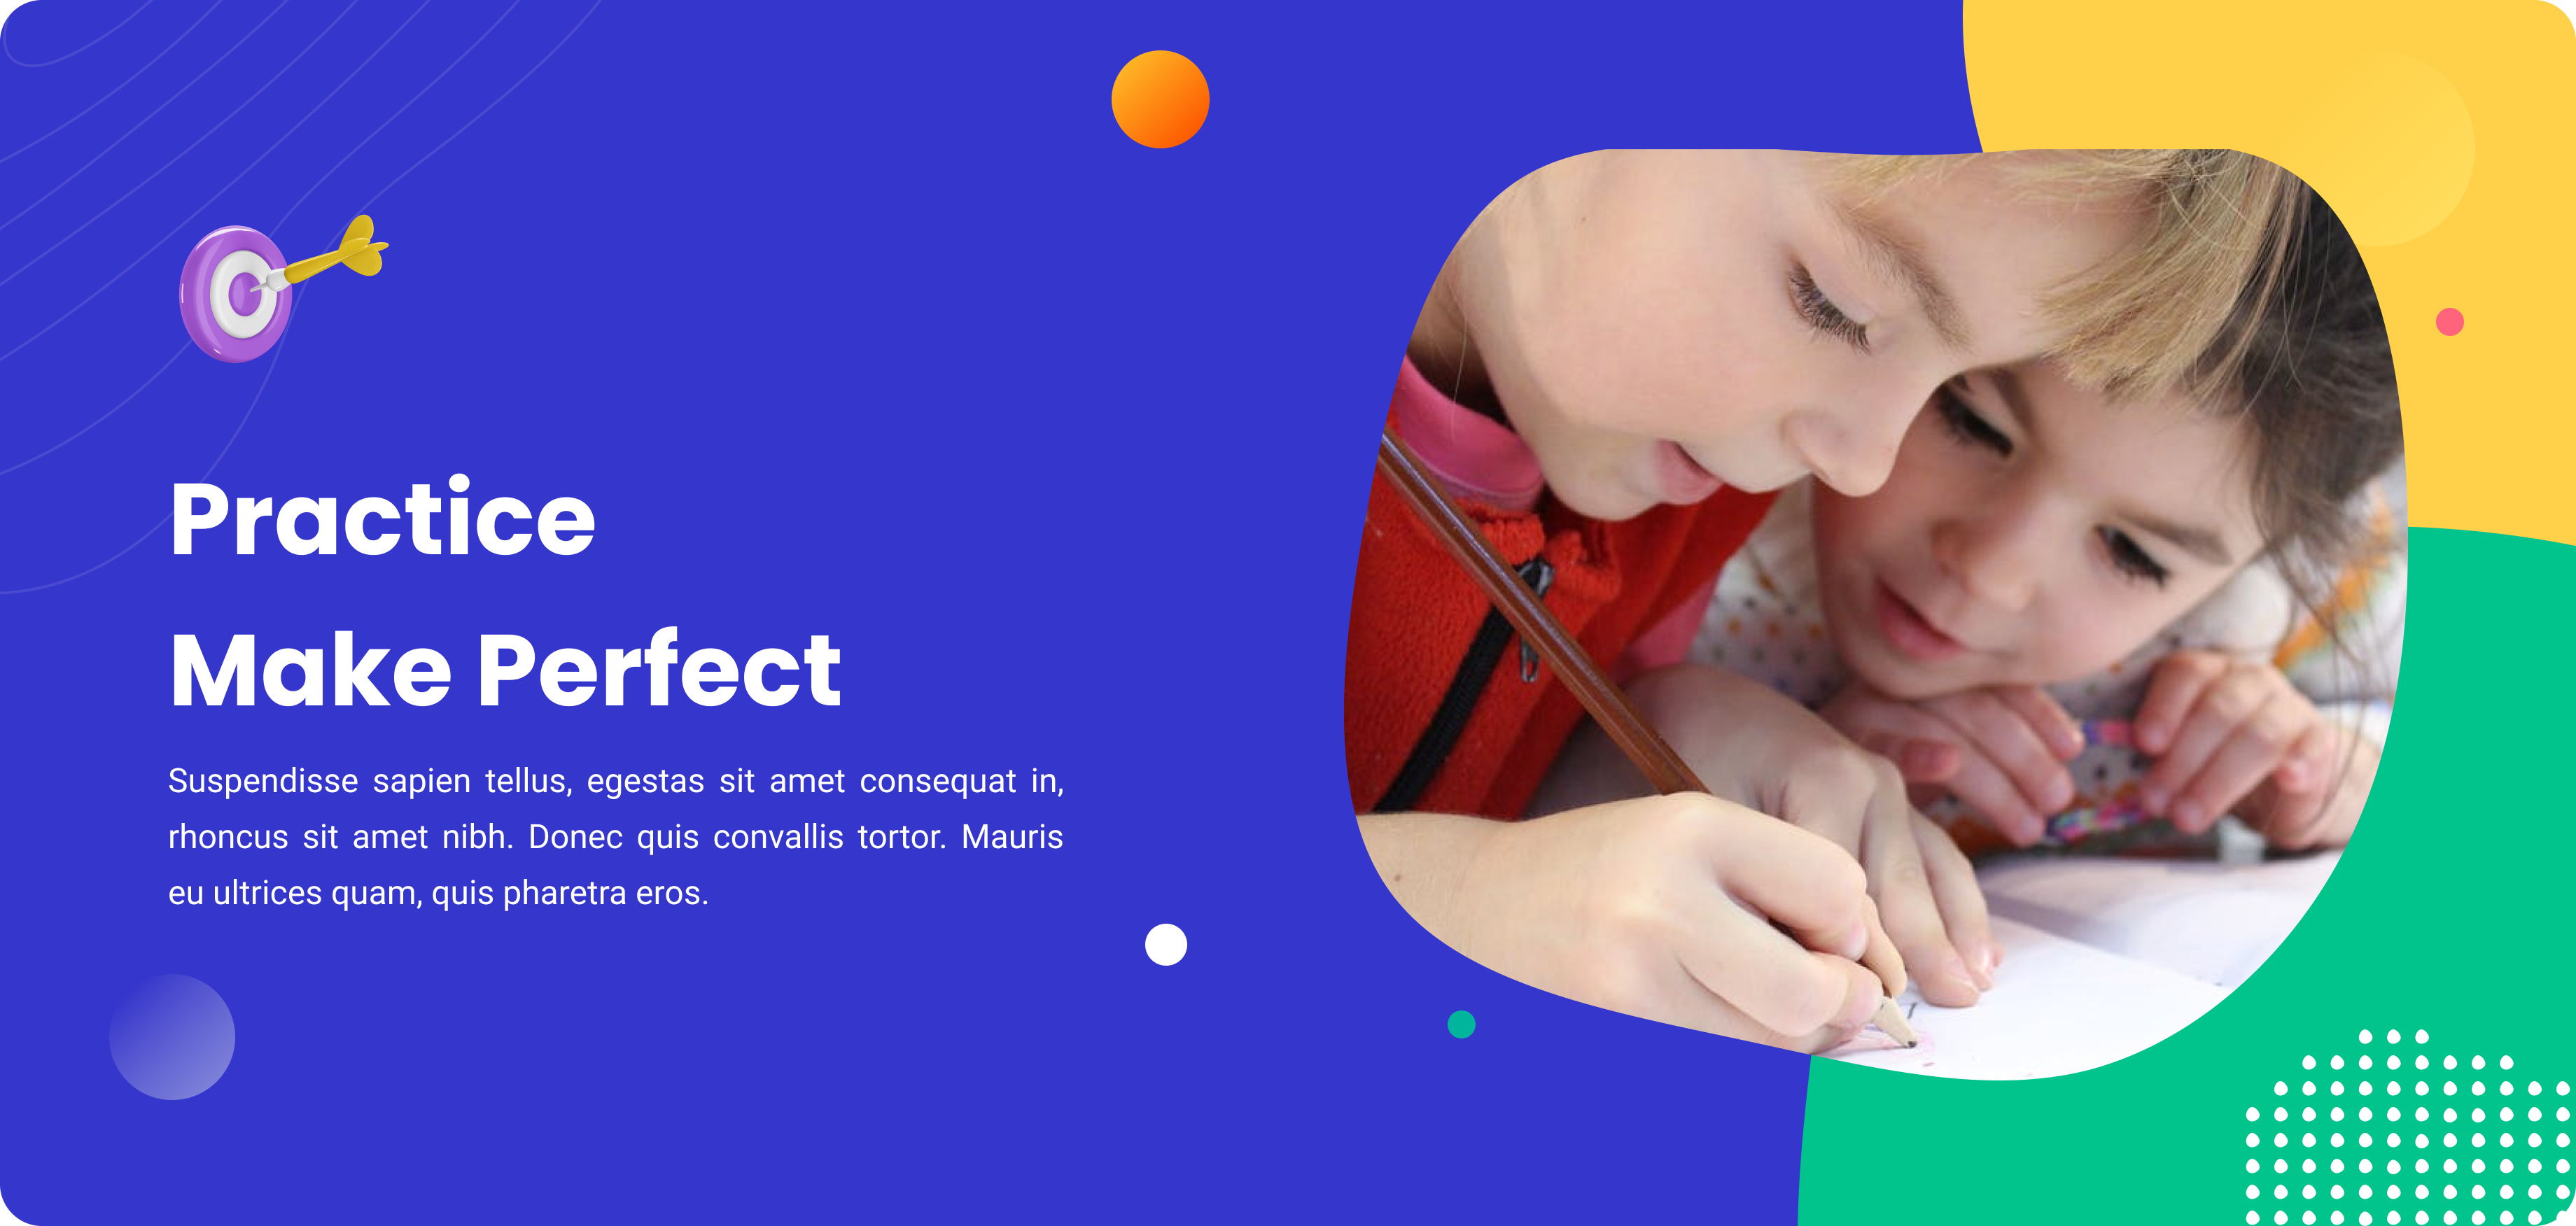 Practice
Make Perfect
Suspendisse sapien tellus, egestas sit amet consequat in,
rhoncus sit amet nibh. Donec quis convallis tortor. Mauris
eu ultrices quam, quis pharetra eros.